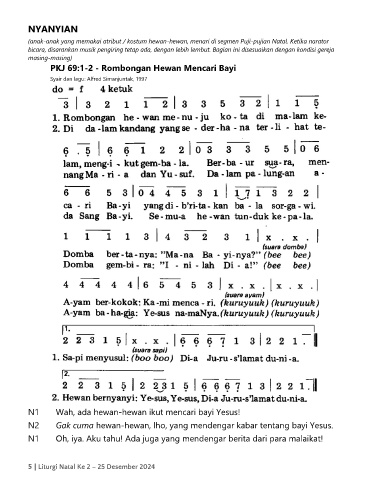 NYANYIAN
(anak-anak yang memakai atribut / kostum hewan-hewan, menari di segmen Puji-pujian Natal. Ketika narator
bicara, disarankan musik pengiring tetap ada, dengan lebih lembut. Bagian ini disesuaikan dengan kondisi gereja
masing-masing)
PKJ 69:1-2 - Rombongan Hewan Mencari Bayi
Syair dan lagu: Alfred Simanjuntak, 1997
do = f 4 ketuk
3 | 3 2 1 1 2 | 3 3 5 3 2 | 1 1 5
1. Rombongan he - wan me - nu - ju ko - ta di ma - lam ke-
2. Di da - lam kandang yang se - der - ha - na ter - li - hat te-
6 . 5 | 6 6 1 2 2 | 0 3 3 3 5 5 | 0 6
lam, meng-i - kut gem-ba - la. Ber-ba - ur sua-ra, men-
nang Ma - ri - a dan Yu - suf. Da - lam pa - lung-an a -
6 6 5 3 | 0 4 4 5 3 1 | 1 7 1 3 2 2 |
ca - ri Ba-yi yang di - b'ri-ta - kan ba - la sor-ga - wi.
da Sang Ba-yi. Se - mu-a he - wan tun-duk ke - pa - la.
1 1 1 1 3 | 4 3 2 3 1 | x x . |
(suara domba)
Domba ber - ta - nya: "Ma-na Ba - yi-nya?" (bee bee)
Domba gem-bi - ra; "I - ni - lah Di - a!" (bee bee)
4 4 4 4 4 | 6 5 4 5 3 | x . x . | x . x . |
(suara ayam)
A-yam ber-kokok: Ka-mi menca - ri. (kuruyuuk) (kuruyuuk)
A-yam ba - ha-gia: Ye-sus na-maNya. (kuruyuuk) (kuruyuuk)
1.
2 2 3 1 5 | x . x . | 6 6 6 6 7 1 3 | 2 2 1 .
(suara sapi)
1. Sa-pi menyusul: (boo boo) Di-a Ju-ru-s'lamat du-ni-a.
2.
2 2 3 1 5 | 2 2 3 1 5 | 6 6 6 7 1 3 | 2 2 1 .
2. Hewan bernyanyi: Ye-sus, Ye-sus, Di-a Ju-ru-s'lamat du-ni-a.
N1 Wah, ada hewan-hewan ikut mencari bayi Yesus!
N2 Gak cuma hewan-hewan, lho, yang mendengar kabar tentang bayi Yesus.
N1 Oh, iya. Aku tahu! Ada juga yang mendengar berita dari para malaikat!
5 | Liturgi Natal Ke 2 – 25 Desember 2024